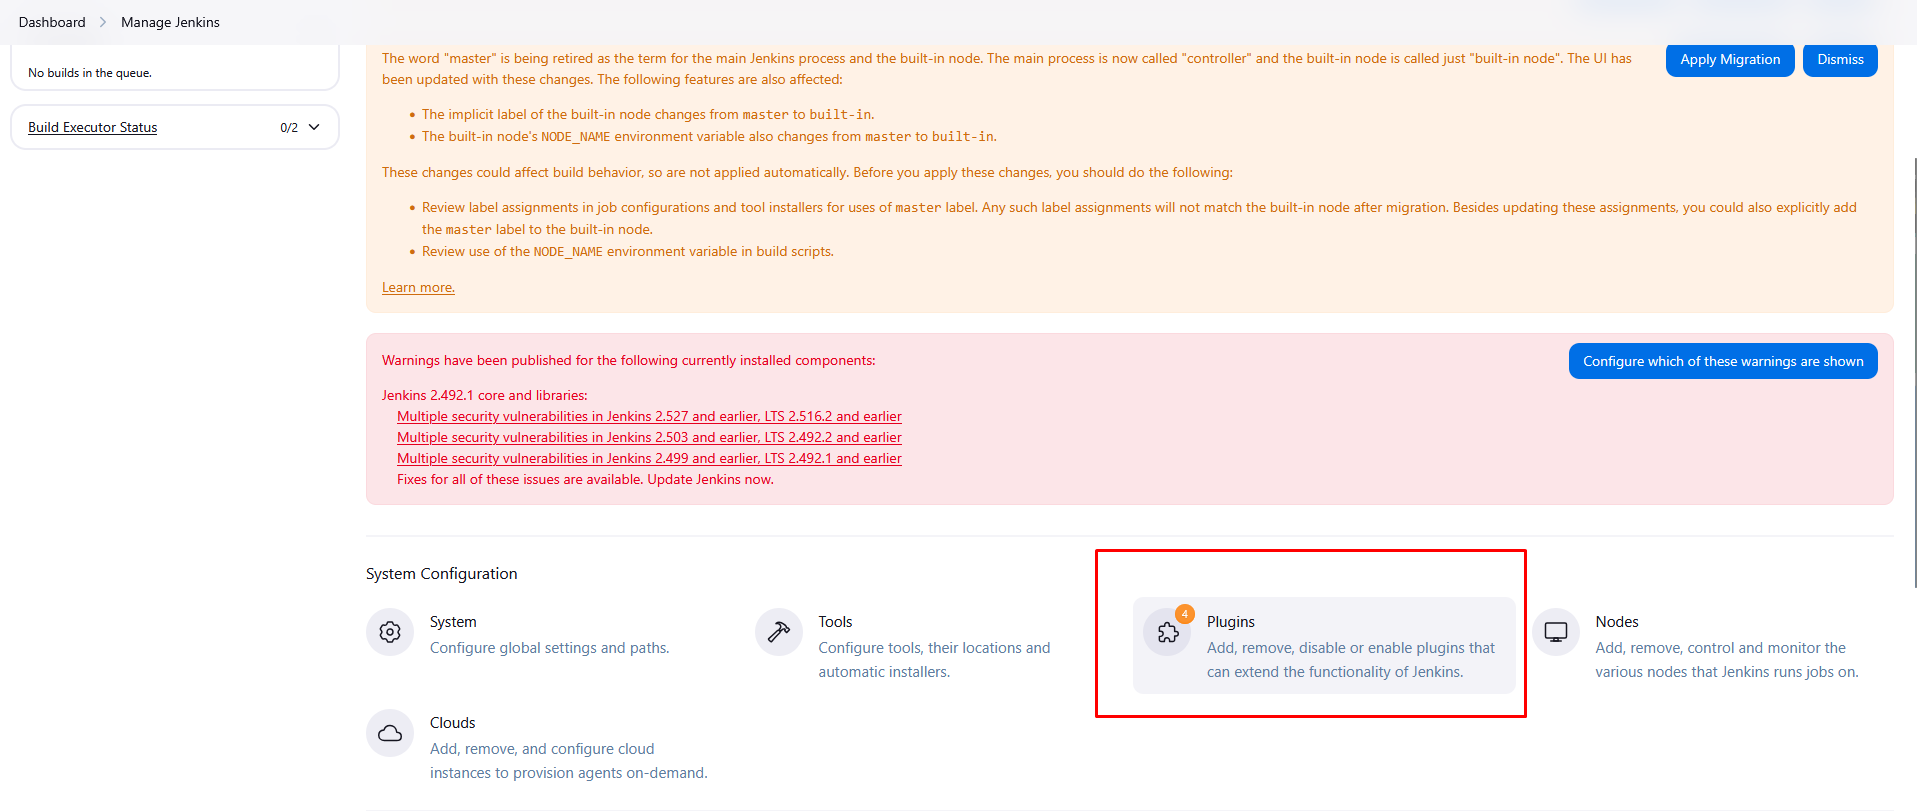 Dashboard > Manage Jenkins
No builds in the queue.
Build Executor Status 0/2
The word "master" is being retired as the term for the main Jenkins process and the built-in node. The main process is now called "controller" and the built-in node is called just "built-in node". The UI has
been updated with these changes. The following features are also affected:
Apply Migration
Dismiss
• The implicit label of the built-in node changes from master to built-in.
• The built-in node's NODE_NAME environment variable also changes from master to built-in.
These changes could affect build behavior, so are not applied automatically. Before you apply these changes, you should do the following:
• Review label assignments in job configurations and tool installers for uses of master label. Any such label assignments will not match the built-in node after migration. Besides updating these assignments, you could also explicitly add
the master label to the built-in node.
• Review use of the NODE_NAME environment variable in build scripts.
Learn more.
Warnings have been published for the following currently installed components:
Configure which of these warnings are shown
Jenkins 2.492.1 core and libraries:
Multiple security vulnerabilities in Jenkins 2.527 and earlier, LTS 2.516.2 and earlier
Multiple security vulnerabilities in Jenkins 2.503 and earlier, LTS 2.492.2 and earlier
Multiple security vulnerabilities in Jenkins 2.499 and earlier, LTS 2.492.1 and earlier
Fixes for all of these issues are available. Update Jenkins now.
System Configuration
System
Configure global settings and paths.
Tools
Configure tools, their locations and
automatic installers.
4
Plugins
Add, remove, disable or enable plugins that
can extend the functionality of Jenkins.
Nodes
Add, remove, control and monitor the
various nodes that Jenkins runs jobs on.
Clouds
Add, remove, and configure cloud
instances to provision agents on-demand.